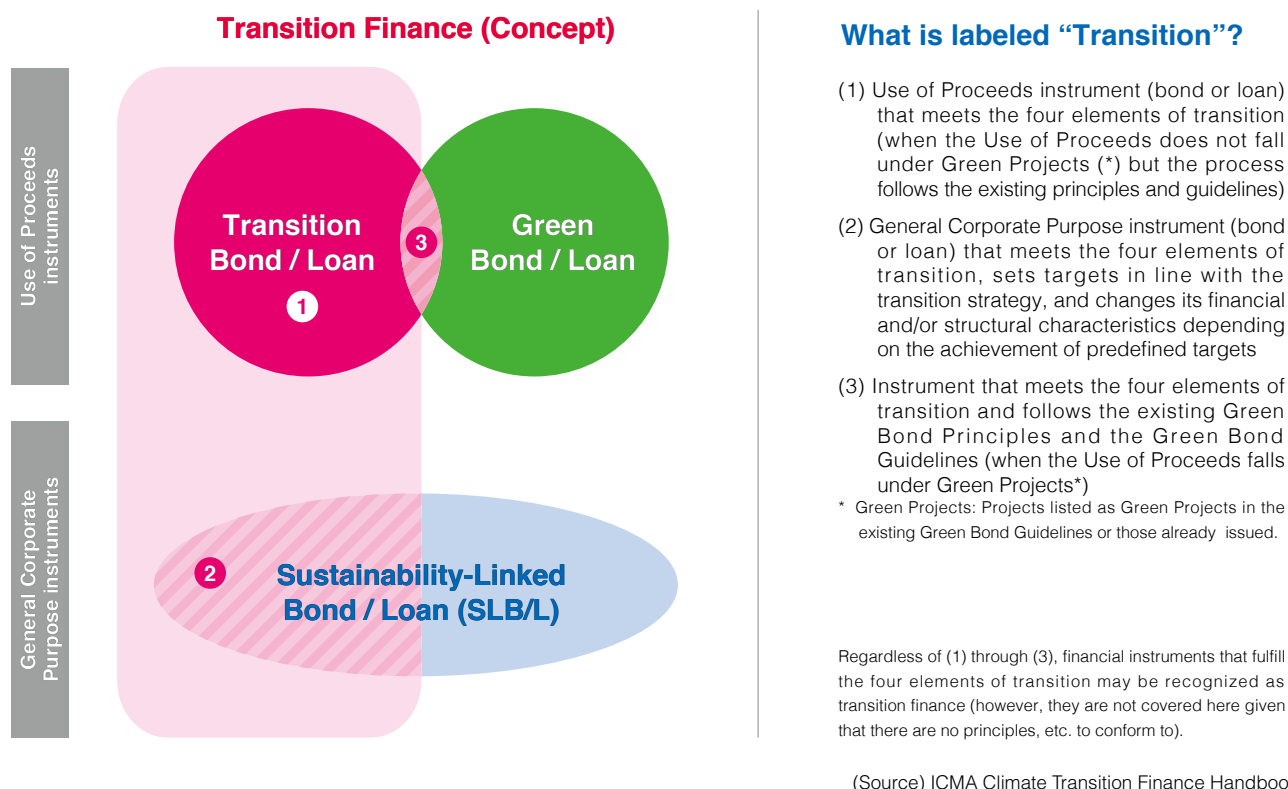 Transition Finance (Concept)
Use of Proceeds
instruments
Transition
Bond / Loan
1
3
Green
Bond / Loan
General Corporate
Purpose instruments
2
Sustainability-Linked
Bond / Loan (SLB/L)
What is labeled “Transition”?
(1) Use of Proceeds instrument (bond or loan)
that meets the four elements of transition
(when the Use of Proceeds does not fall
under Green Projects (*) but the process
follows the existing principles and guidelines)
(2) General Corporate Purpose instrument (bond
or loan) that meets the four elements of
transition, sets targets in line with the
transition strategy, and changes its financial
and/or structural characteristics depending
on the achievement of predefined targets
(3) Instrument that meets the four elements of
transition and follows the existing Green
Bond Principles and the Green Bond
Guidelines (when the Use of Proceeds falls
under Green Projects*)
* Green Projects: Projects listed as Green Projects in the
existing Green Bond Guidelines or those already issued.
Regardless of (1) through (3), financial instruments that fulfill
the four elements of transition may be recognized as
transition finance (however, they are not covered here given
that there are no principles, etc. to conform to).
(Source) ICMA Climate Transition Finance Handboo